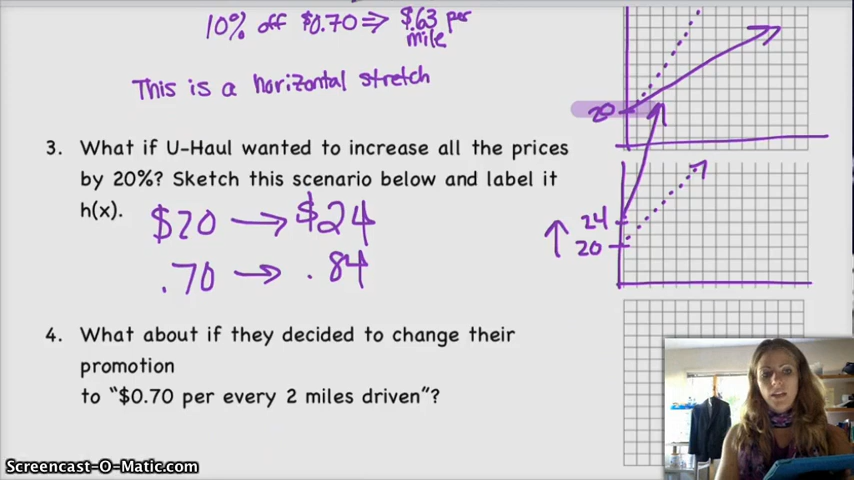 10% off $0.70 ⇒ $.63 per
mile
This is a horizontal stretch
20
3. What if U-Haul wanted to increase all the prices
by 20%? Sketch this scenario below and label it
h(x).
$20 → $24
.70 → .84
↑ 24
20
4. What about if they decided to change their
promotion
to "$0.70 per every 2 miles driven"?
Screencast-O-Matic.com